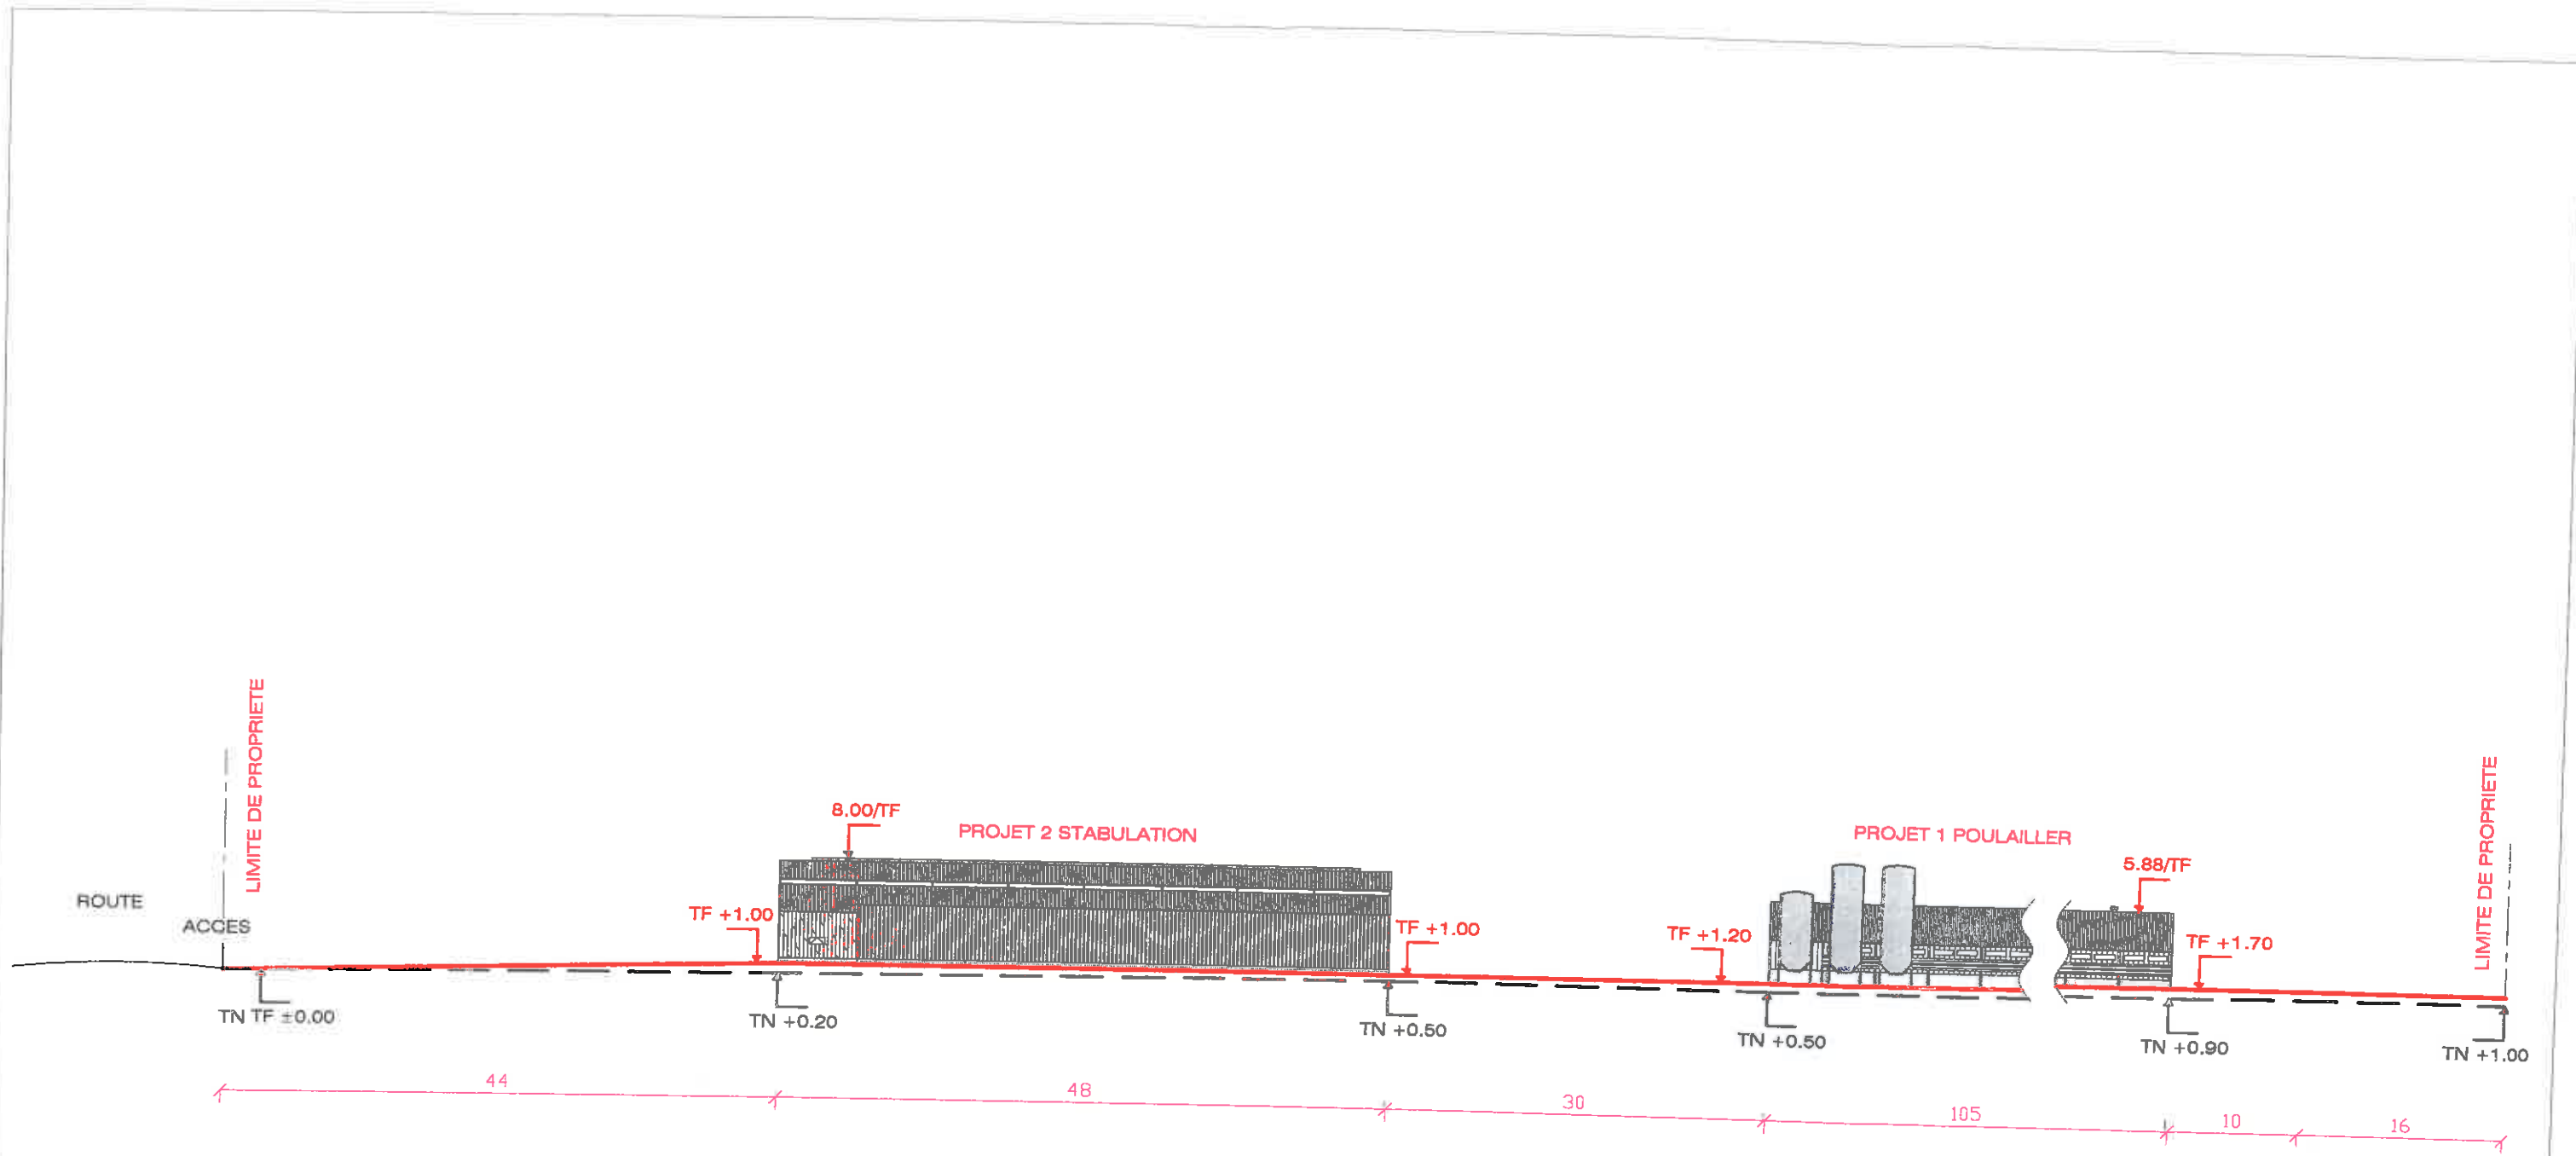 LIMITE DE PROPRIETE
LIMITE DE PROPRIETE
8.00/TF
PROJET 2 STABULATION
PROJET 1 POULAILLER
5.88/TF
ROUTE
ACCES
TF +1.00
TF +1.00
TF +1.20
TF +1.70
TN TF ±0.00
TN +0.20
TN +0.50
TN +0.50
TN +0.90
TN +1.00
44
48
30
105
10
16